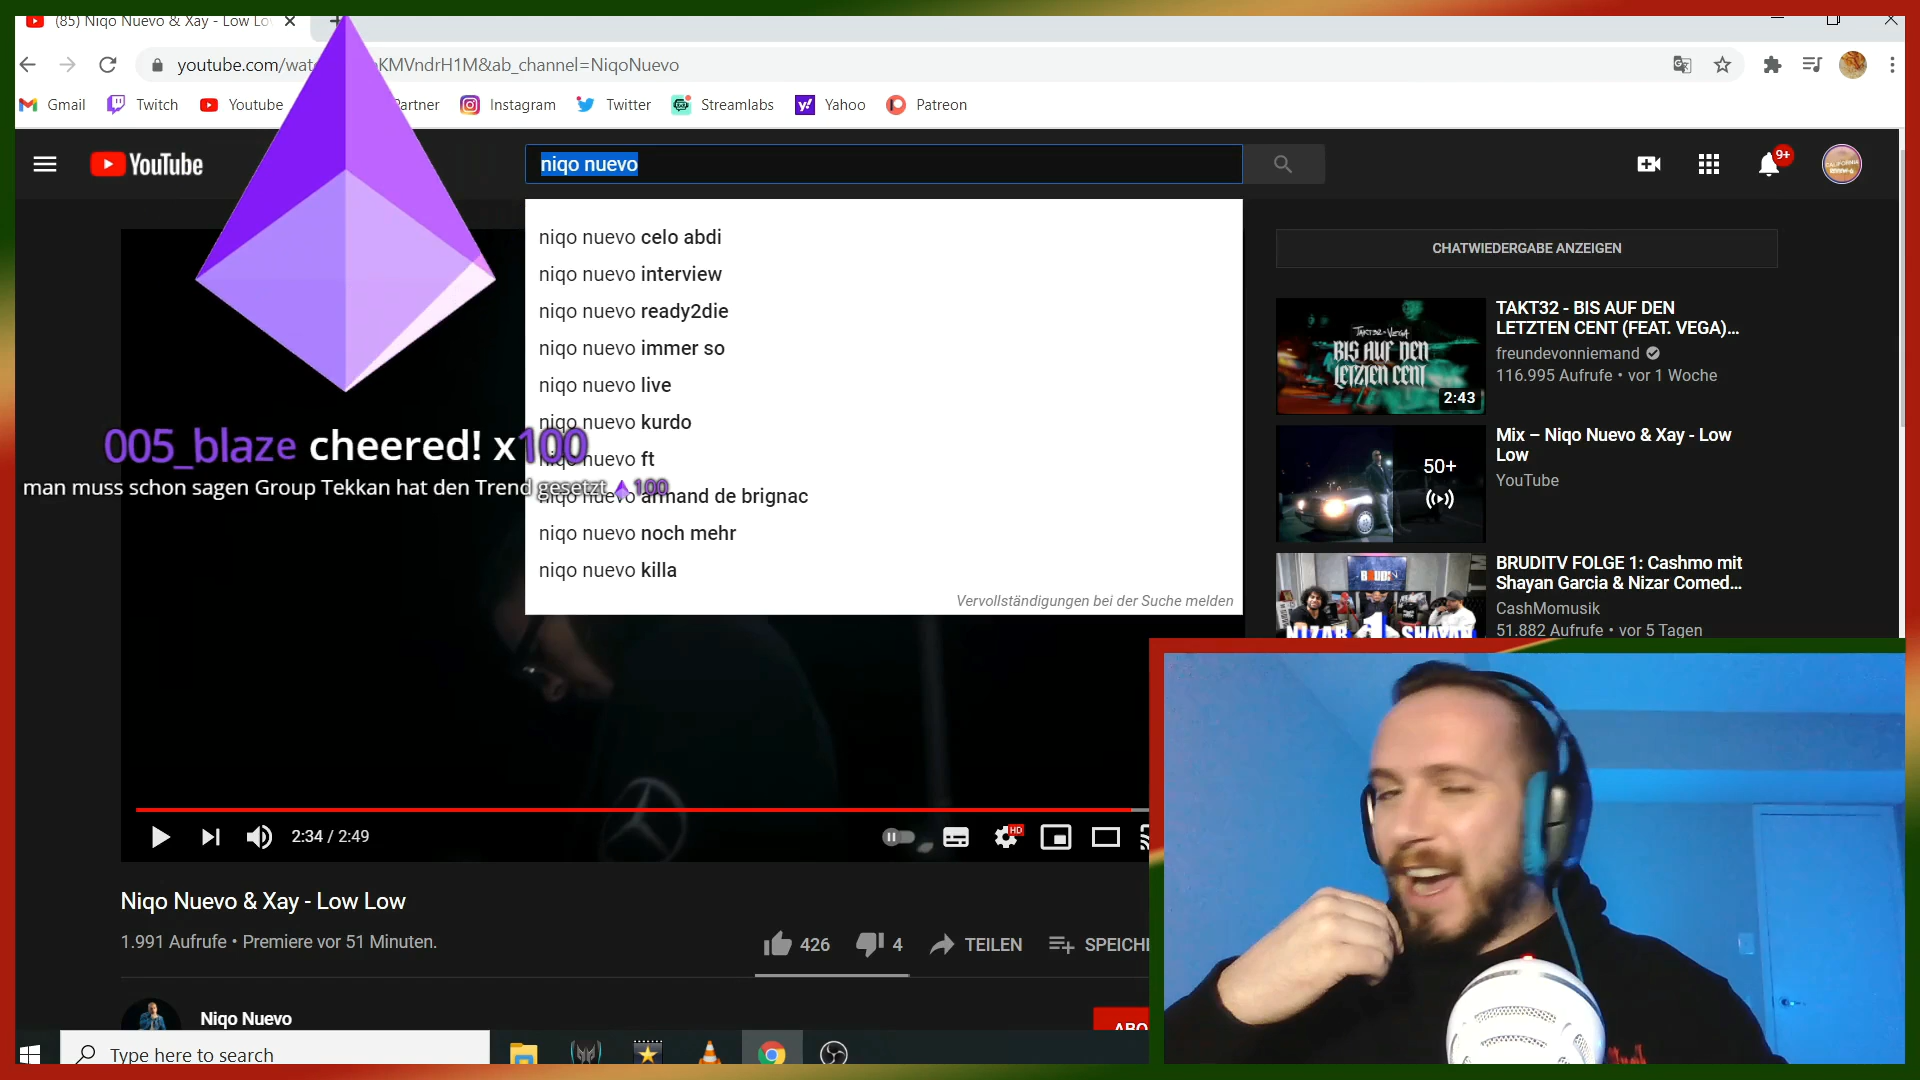 (85) Niqo Nuevo & Xay - Low Lo
youtube.com/wat
KMVndrH1M&ab_channel=NiqoNuevo
Gmail
Twitch
Youtube
Partner
Instagram
Twitter
Streamlabs
Yahoo
Patreon
YouTube
niqo nuevo
9+
niqo nuevo celo abdi
niqo nuevo interview
niqo nuevo ready2die
niqo nuevo immer so
niqo nuevo live
niqo nuevo kurdo
niqo nuevo ft
niqo nuevo armand de brignac
niqo nuevo noch mehr
niqo nuevo killa
Vervollständigungen bei der Suche melden
005_blaze cheered! x100
man muss schon sagen Group Tekkan hat den Trend gesetzt 100
CHATWIEDERGABE ANZEIGEN
TAKT32-VEGA
BIS AUF DEN
LETZTEN CENT
2:43
TAKT32 - BIS AUF DEN
LETZTEN CENT (FEAT. VEGA)...
freundevonniemand
116.995 Aufrufe • vor 1 Woche
50+
Mix – Niqo Nuevo & Xay - Low
Low
YouTube
NIZAR 1 SHAYAN
BRUDITV FOLGE 1: Cashmo mit
Shayan Garcia & Nizar Comed...
CashMomusik
51.882 Aufrufe • vor 5 Tagen
2:34 / 2:49
HD
Niqo Nuevo & Xay - Low Low
1.991 Aufrufe • Premiere vor 51 Minuten.
426
4
TEILEN
SPEICH
Niqo Nuevo
ABO
Type here to search